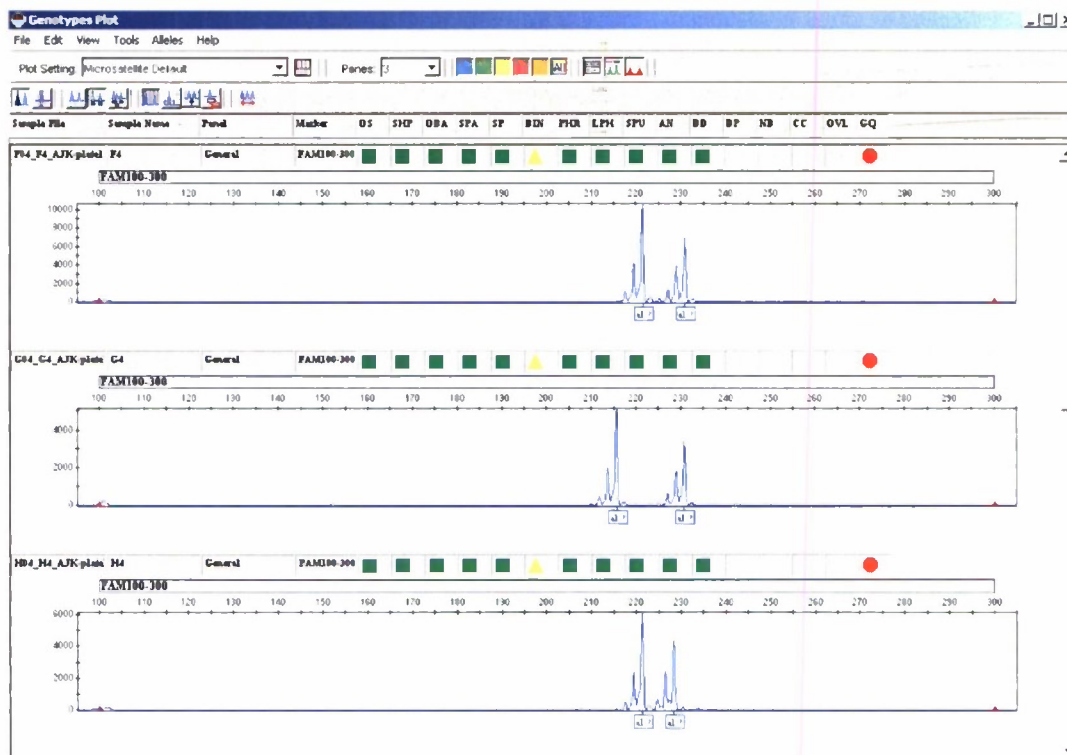 Genotypes Plot
File Edit View Tools Alleles Help
Plot Setting: Microsatellite Default Panes: 3
Sample File Sample Name Panel Marker OS SHP OBA SPA SP BIN PHR LPH SPU AN BD DP NB CC OVL GQ
F04_F4_AJK-plate1 F4 General FAM100-300
FAM100-300
100 110 120 130 140 150 160 170 180 190 200 210 220 230 240 250 260 270 280 290 300
10000
8000
6000
4000
2000
0
al al
G04_G4_AJK-plate G4 General FAM100-300
FAM100-300
100 110 120 130 140 150 160 170 180 190 200 210 220 230 240 250 260 270 280 290 300
4000
2000
0
al al
H04_H4_AJK-plate H4 General FAM100-300
FAM100-300
100 110 120 130 140 150 160 170 180 190 200 210 220 230 240 250 260 270 280 290 300
6000
4000
2000
0
al al